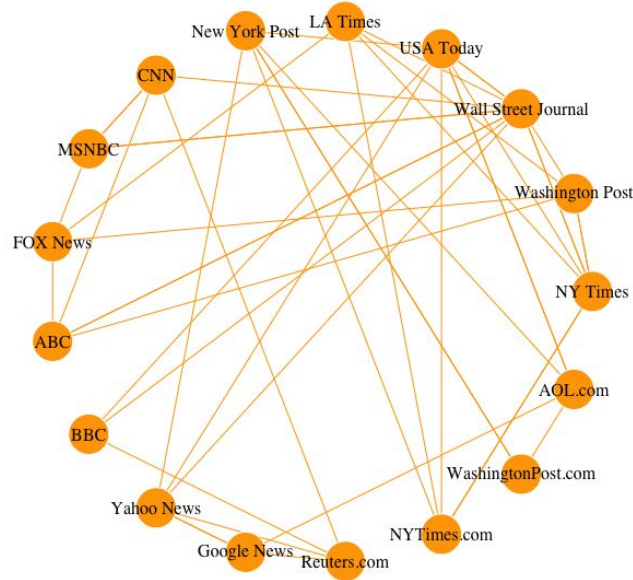 LA Times
New York Post
USA Today
CNN
Wall Street Journal
MSNBC
Washington Post
FOX News
NY Times
ABC
AOL.com
BBC
WashingtonPost.com
Yahoo News
NYTimes.com
Google News
Reuters.com